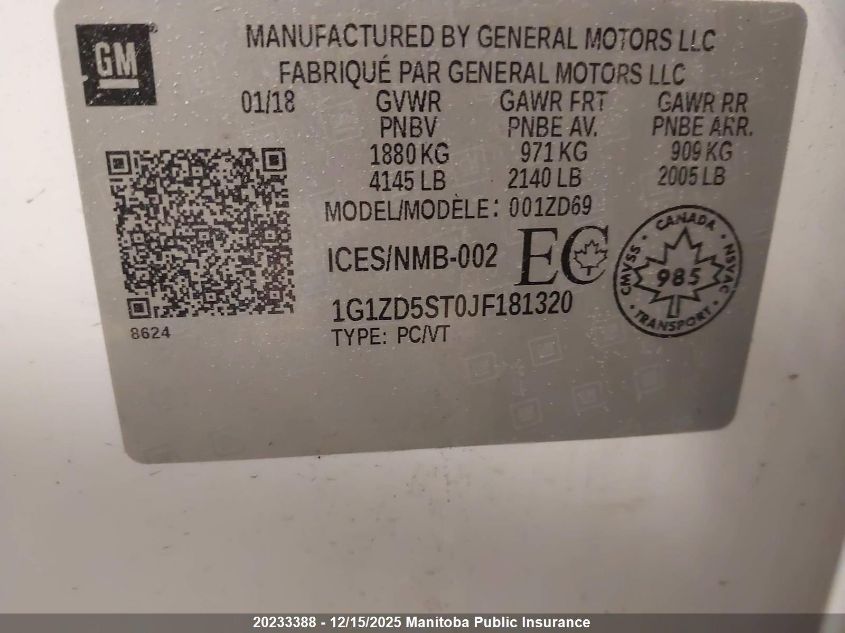 GM
MANUFACTURED BY GENERAL MOTORS LLC
FABRIQUÉ PAR GENERAL MOTORS LLC
01/18 GVWR GAWR FRT GAWR RR
PNBV PNBE AV. PNBE ARR.
1880 KG 971 KG 909 KG
4145 LB 2140 LB 2005 LB
MODEL/MODÈLE: 001ZD69
ICES/NMB-002 EC T
CANADA
CMVSS 985 NSVAC
TRANSPORT
1G1ZD5ST0JF181320
8624 TYPE: PC/VT
20233388 - 12/15/2025 Manitoba Public Insurance